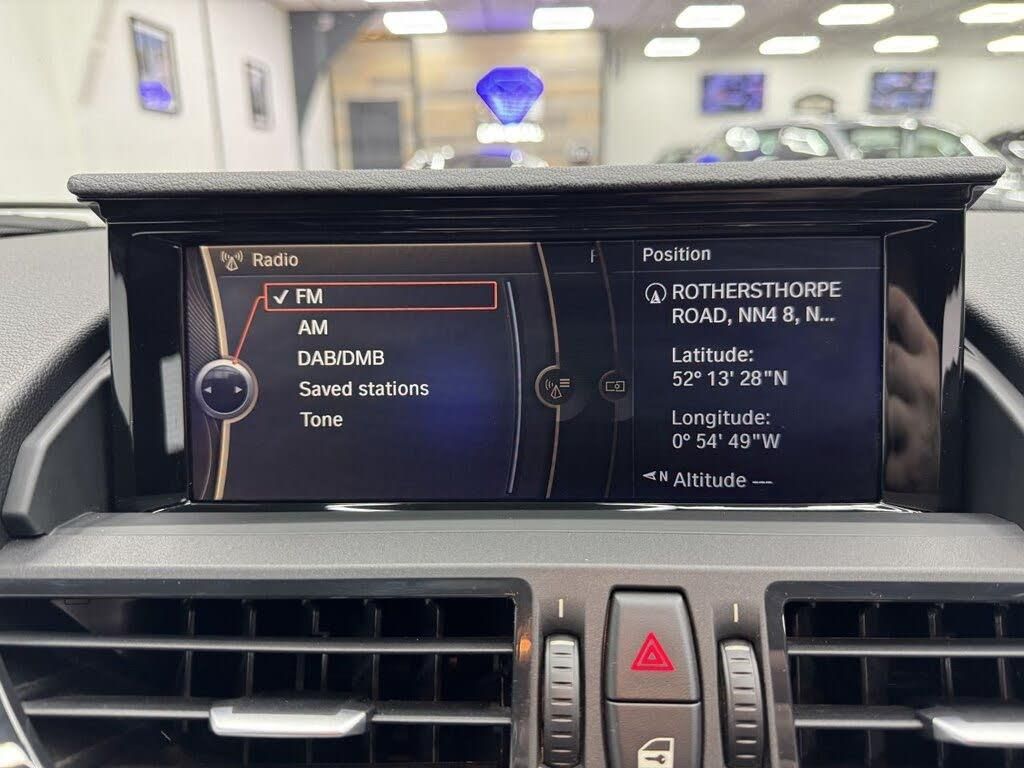 Radio
FM
AM
DAB/DMB
Saved stations
Tone
Position
ROTHERSTHORPE
ROAD, NN4 8, N...
Latitude:
52° 13' 28"N
Longitude:
0° 54' 49"W
N Altitude ---